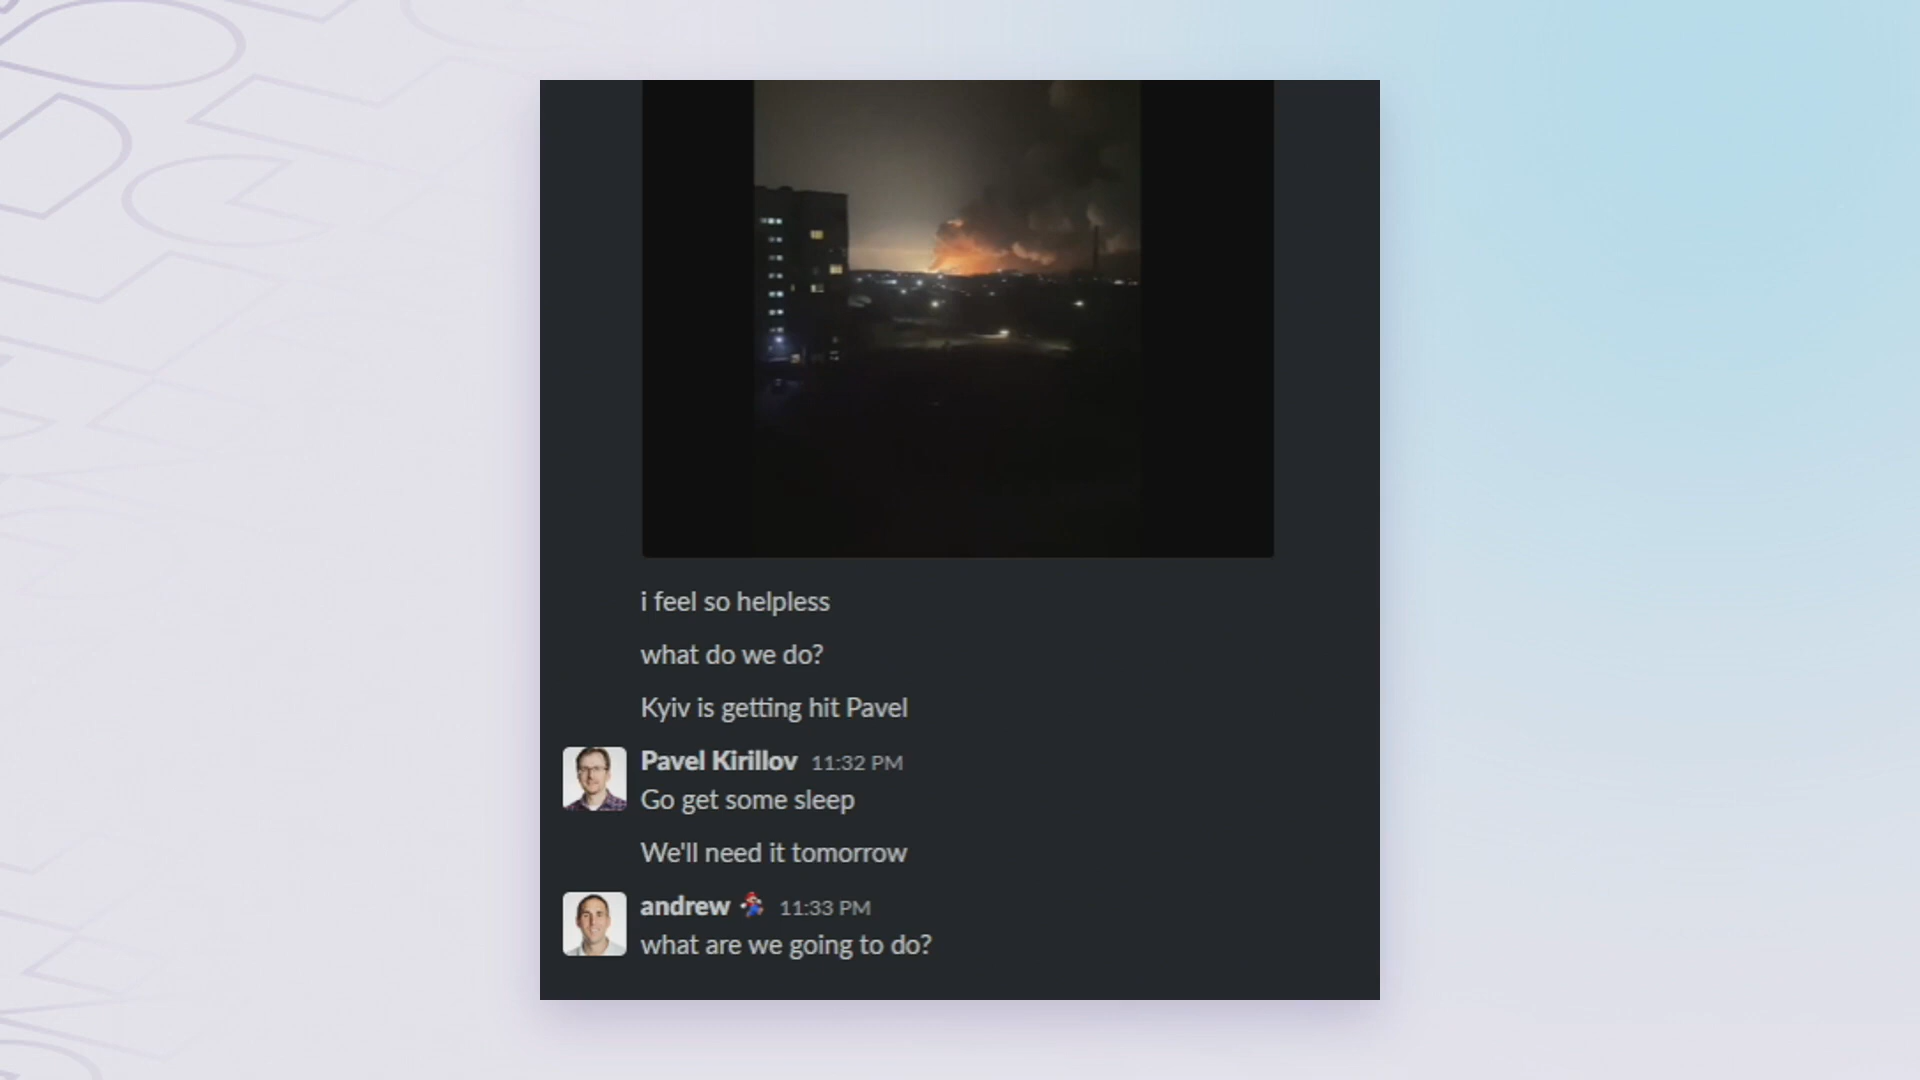 i feel so helpless
what do we do?
Kyiv is getting hit Pavel
Pavel Kirillov 11:32 PM
Go get some sleep
We'll need it tomorrow
andrew 11:33 PM
what are we going to do?